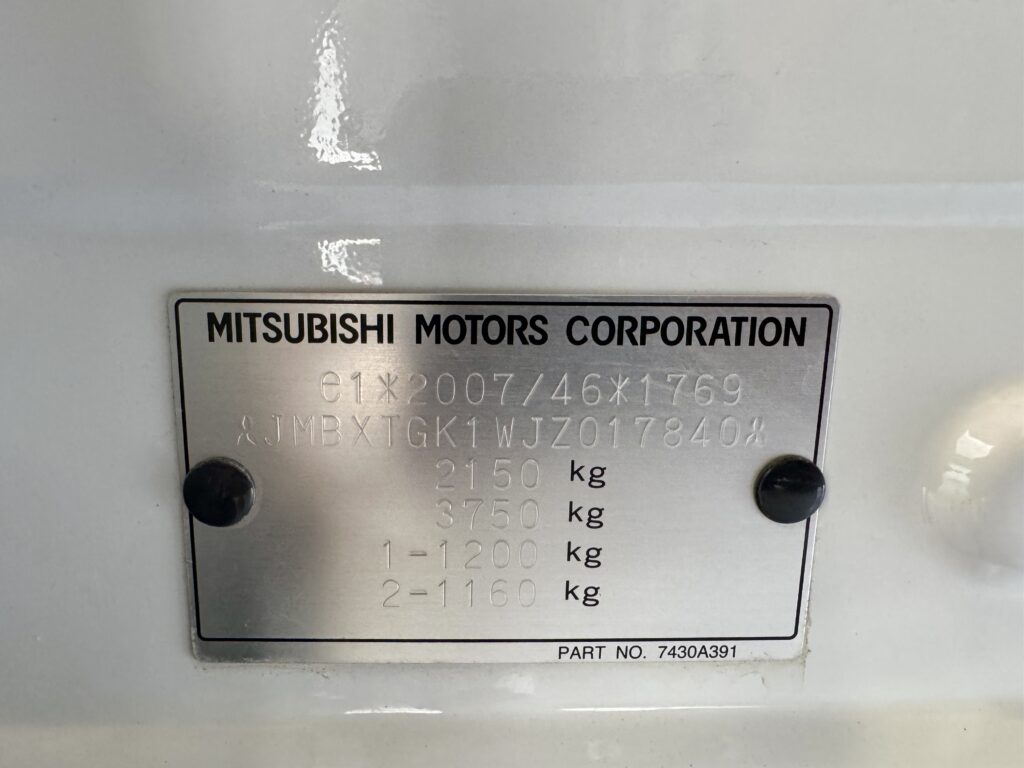 MITSUBISHI MOTORS CORPORATION
e1*2007/46*1769
JMBXTGK1WJZ017840
2150 kg
3750 kg
1-1200 kg
2-1160 kg
PART NO. 7430A391